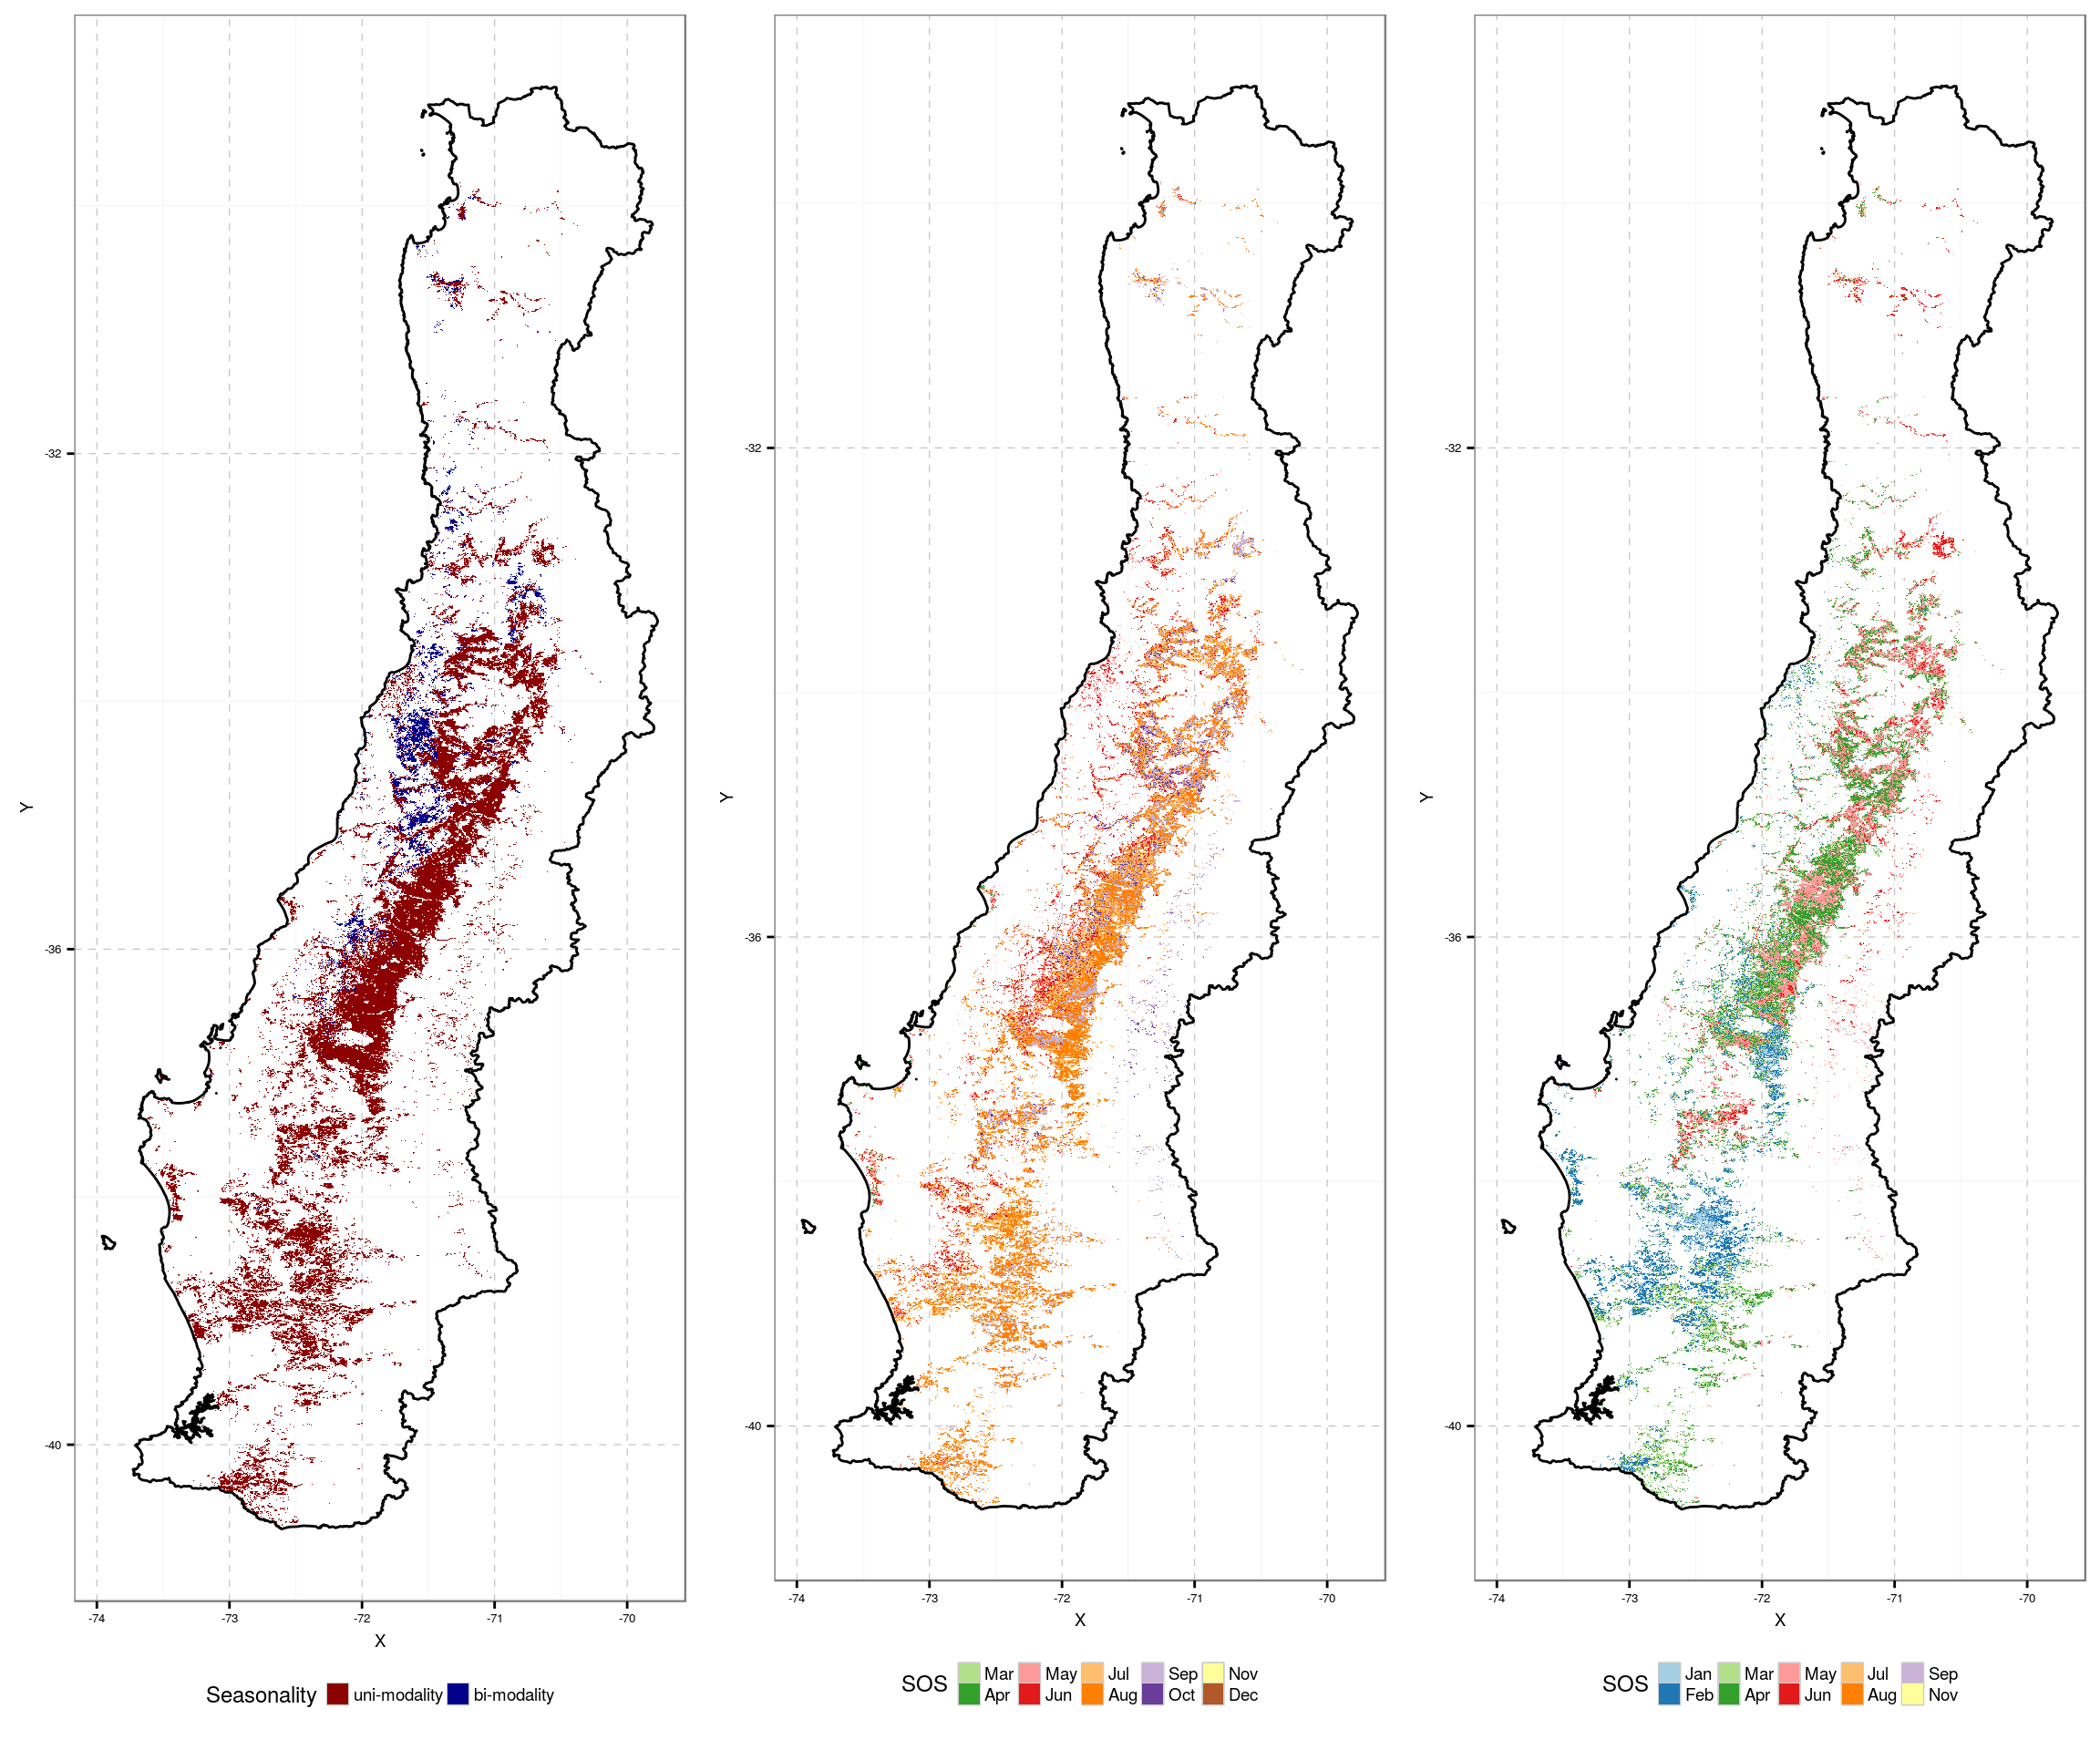 Y
-32
-36
-40
-74 -73 -72 -71 -70
X
Seasonality uni-modality bi-modality
Y
-32
-36
-40
-74 -73 -72 -71 -70
X
SOS Mar May Jul Sep Nov
Apr Jun Aug Oct Dec
Y
-32
-36
-40
-74 -73 -72 -71 -70
X
SOS Jan Mar May Jul Sep
Feb Apr Jun Aug Nov